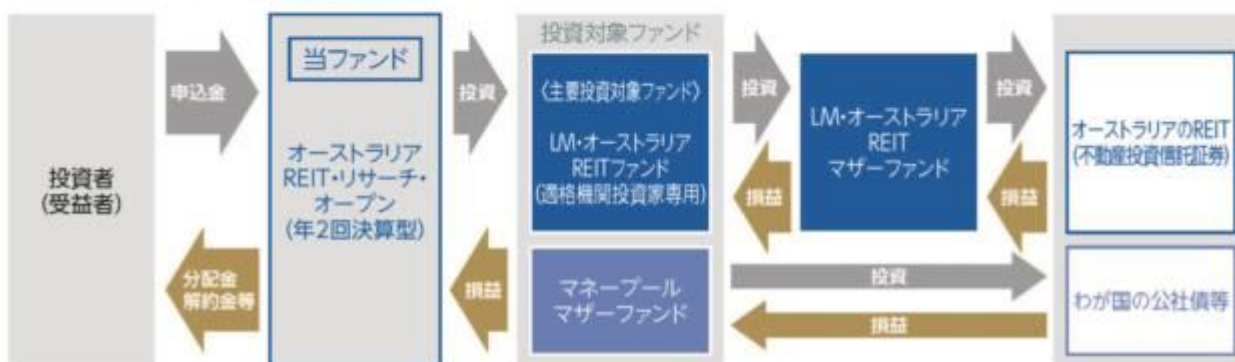 投資者
(受益者)
申込金
分配金
解約金等
当ファンド
オーストラリア
REIT・リサーチ・
オープン
(年2回決算型)
投資
損益
投資対象ファンド
〈主要投資対象ファンド〉
LM・オーストラリア
REITファンド
(適格機関投資家専用)
マネープール
マザーファンド
投資
損益
LM・オーストラリア
REIT
マザーファンド
投資
損益
投資
損益
オーストラリアのREIT
(不動産投資信託証券)
わが国の公社債等